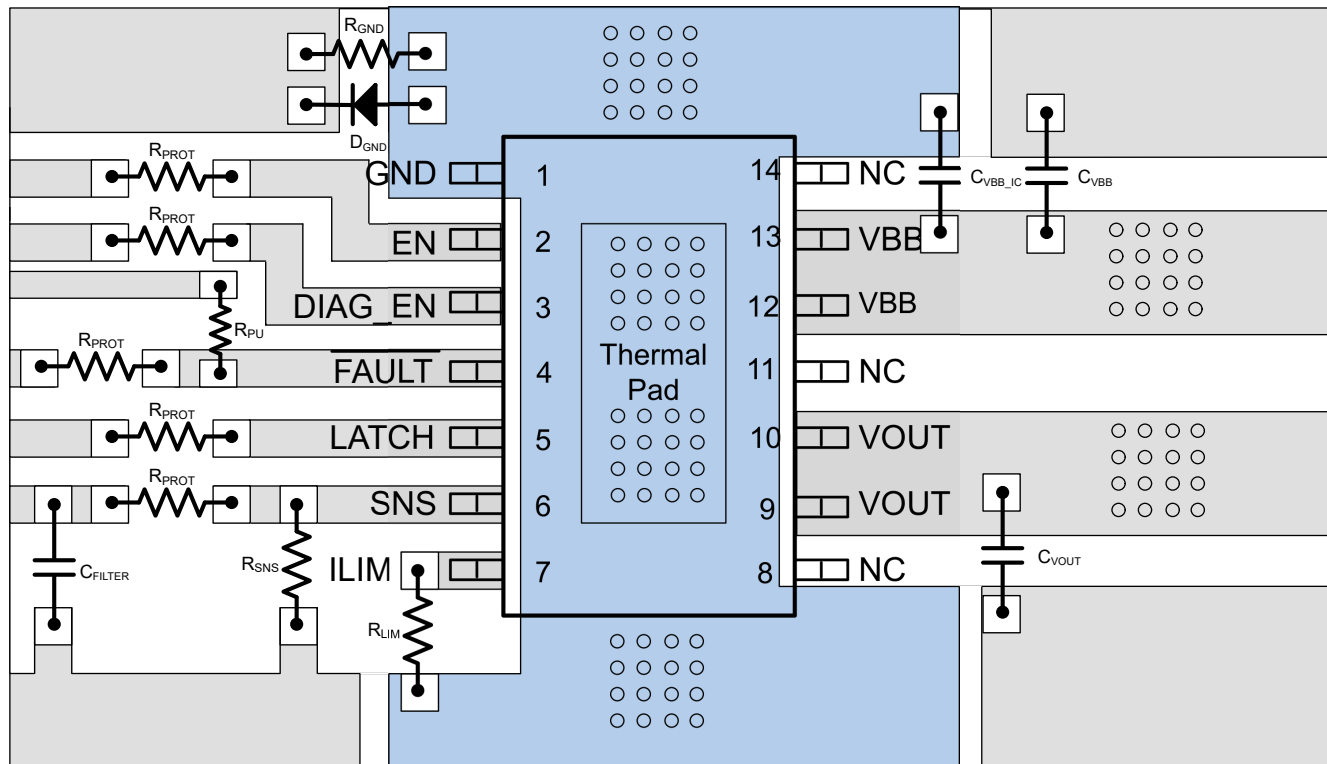 RGND
DGND
RPROT
GND
1
14
NC
CVBB_IC
CVBB
RPROT
EN
2
13
VBB
DIAG_EN
3
12
VBB
RPU
RPROT
FAULT
4
Thermal
Pad
11
NC
RPROT
LATCH
5
10
VOUT
RPROT
SNS
6
9
VOUT
CFILTER
RSNS
ILIM
7
8
NC
CVOUT
RLIM